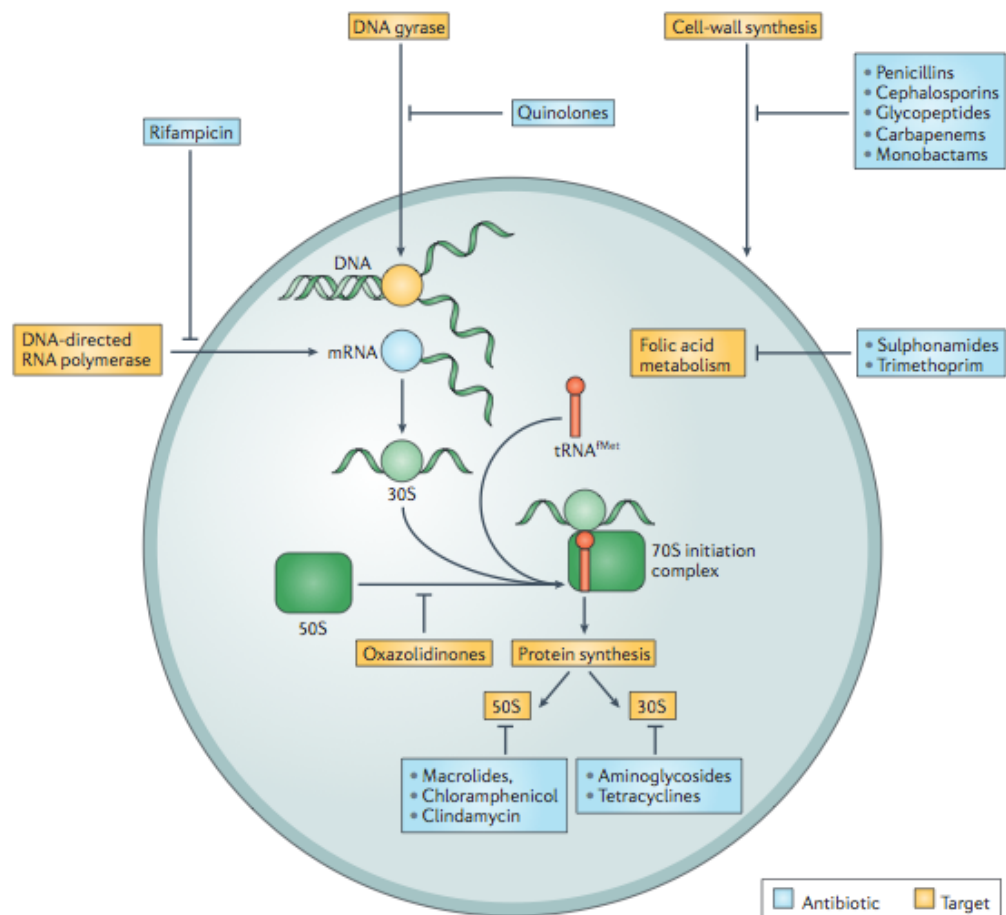 DNA gyrase
Cell-wall synthesis
• Penicillins
• Cephalosporins
• Glycopeptides
• Carbapenems
• Monobactams
Quinolones
Rifampicin
DNA
DNA-directed
RNA polymerase
mRNA
Folic acid
metabolism
• Sulphonamides
• Trimethoprim
tRNAfMet
30S
70S initiation
complex
50S
Oxazolidinones
Protein synthesis
50S
30S
• Macrolides,
• Chloramphenicol
• Clindamycin
• Aminoglycosides
• Tetracyclines
Antibiotic
Target